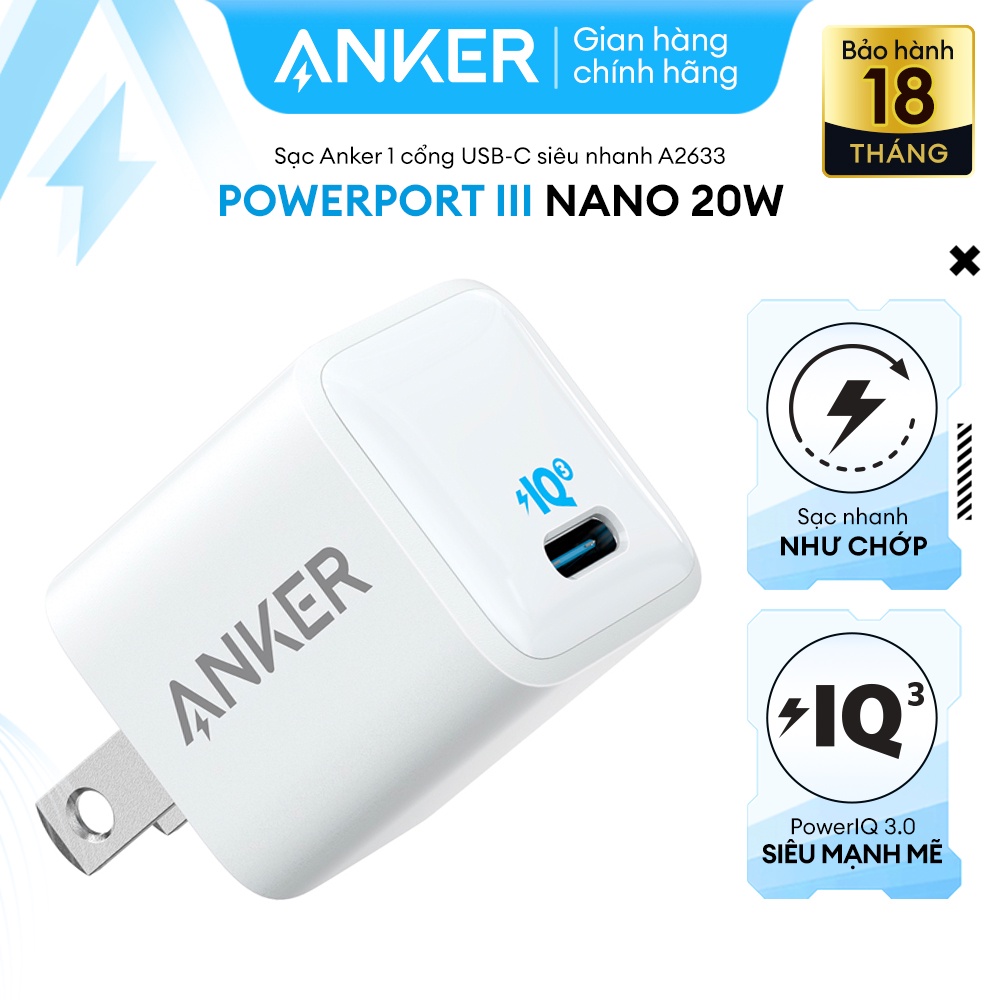 ANKER
Gian hàng
chính hãng
Bảo hành
18
THÁNG
Sạc Anker 1 cổng USB-C siêu nhanh A2633
POWERPORT III NANO 20W
IQ³
ANKER
Sạc nhanh
NHƯ CHỚP
IQ³
PowerIQ 3.0
SIÊU MẠNH MẼ